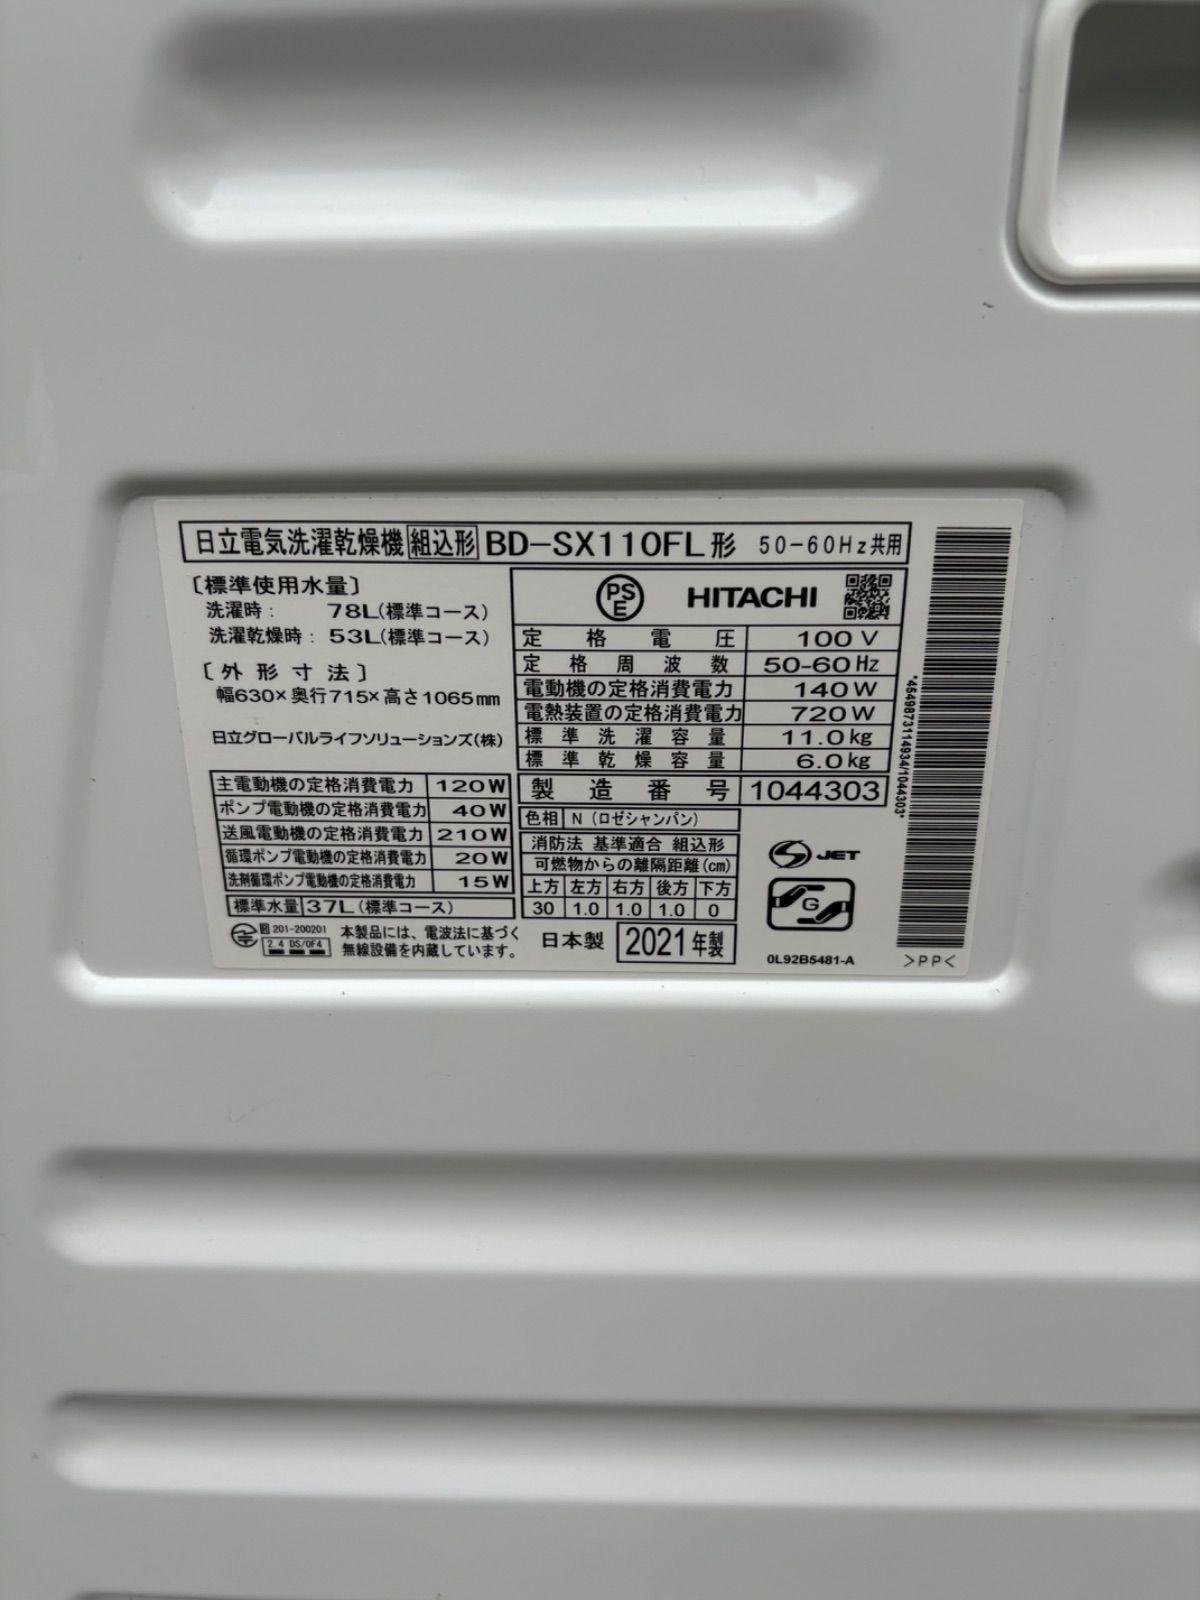 日立電気洗濯乾燥機 組込形 BD-SX110FL形 50-60Hz共用
〔標準使用水量〕
洗濯時: 78L(標準コース)
洗濯乾燥時: 53L(標準コース)
〔外形寸法〕
幅630×奥行715×高さ1065mm
日立グローバルライフソリューションズ(株)
主電動機の定格消費電力 120W
ポンプ電動機の定格消費電力 40W
送風電動機の定格消費電力 210W
循環ポンプ電動機の定格消費電力 20W
洗剤循環ポンプ電動機の定格消費電力 15W
標準水量 37L(標準コース)
201-200201
2.4 DS/OF4
本製品には、電波法に基づく
無線設備を内蔵しています。
PS
E
HITACHI
定格電圧 100V
定格周波数 50-60Hz
電動機の定格消費電力 140W
電熱装置の定格消費電力 720W
標準洗濯容量 11.0kg
標準乾燥容量 6.0kg
製造番号 1044303
色相 N(ロゼシャンパン)
消防法 基準適合 組込形
可燃物からの離隔距離(cm)
上方 左方 右方 後方 下方
30 1.0 1.0 1.0 0
日本製 2021年製
S JET
G
0L92B5481-A
>PP<
*4549873114934/1044303*